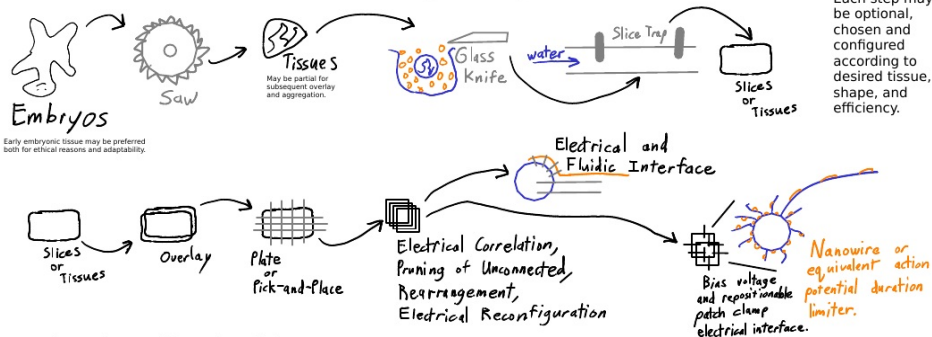 Embryos
Early embryonic tissue may be preferred
both for ethical reasons and adaptability.
Saw
Tissues
May be partial for
subsequent overlay
and aggregation.
Glass
Knife
water
Slice Trap
Slices
or
Tissues
Each step may
be optional,
chosen and
configured
according to
desired tissue,
shape, and
efficiency.
Slices
or
Tissues
Overlay
Plate
or
Pick-and-Place
Electrical Correlation,
Pruning of Unconnected,
Rearrangement,
Electrical Reconfiguration
Electrical and
Fluidic Interface
Bias voltage
and repositionable
patch clamp
electrical interface.
Nanowire or
equivalent action
potential duration
limiter.